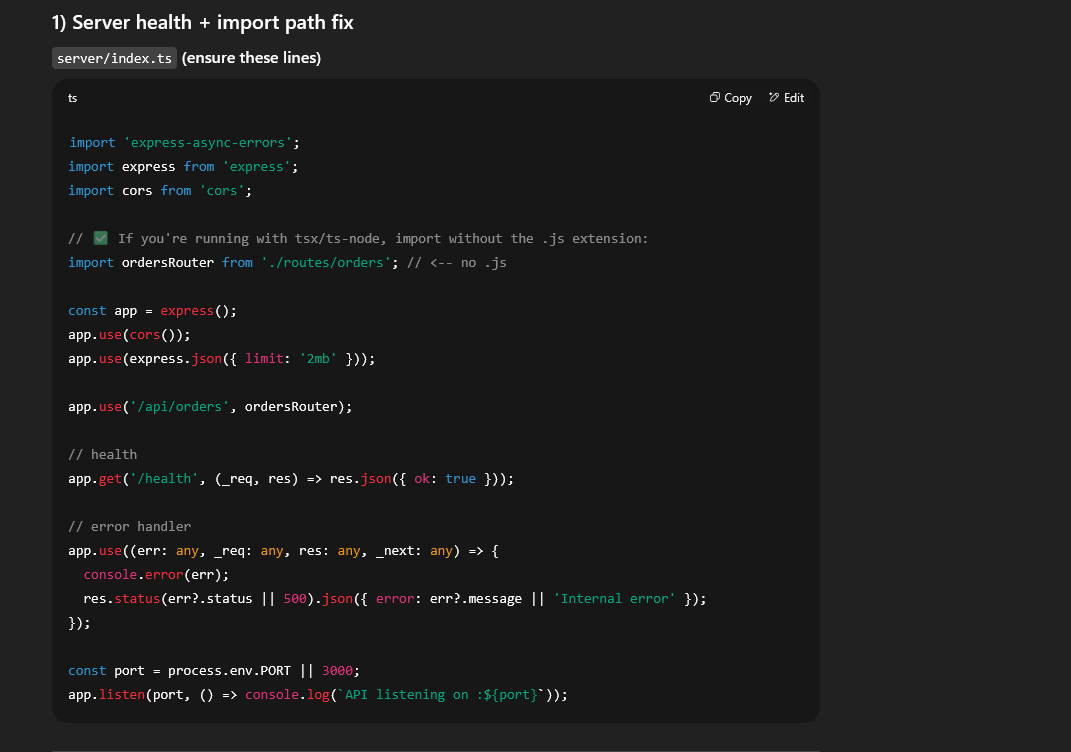 1) Server health + import path fix
server/index.ts (ensure these lines)
ts Copy Edit
import 'express-async-errors';
import express from 'express';
import cors from 'cors';
// ✅ If you're running with tsx/ts-node, import without the .js extension:
import ordersRouter from './routes/orders'; // <-- no .js
const app = express();
app.use(cors());
app.use(express.json({ limit: '2mb' }));
app.use('/api/orders', ordersRouter);
// health
app.get('/health', (_req, res) => res.json({ ok: true }));
// error handler
app.use((err: any, _req: any, res: any, _next: any) => {
  console.error(err);
  res.status(err?.status || 500).json({ error: err?.message || 'Internal error' });
});
const port = process.env.PORT || 3000;
app.listen(port, () => console.log(`API listening on :${port}`));